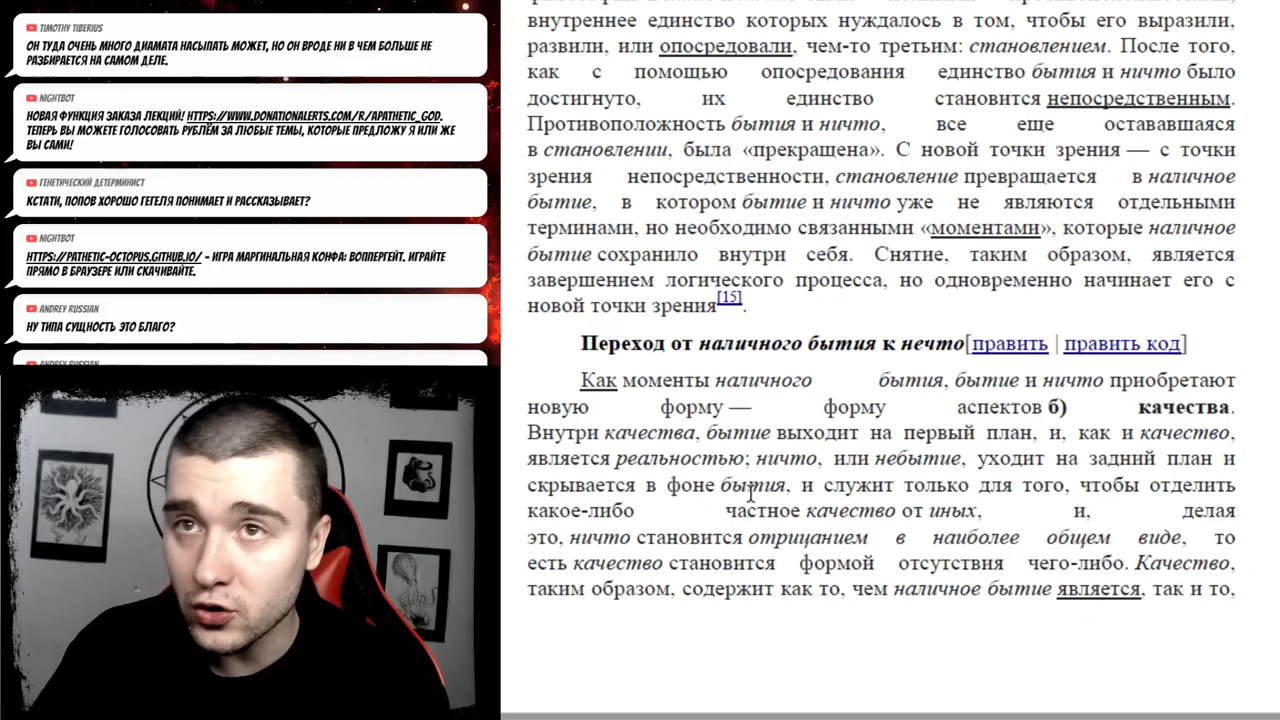 TIMOTHY TIBERIUS
ОН ТУДА ОЧЕНЬ МНОГО ДИАМАТА НАСЫПАТЬ МОЖЕТ, НО ОН ВРОДЕ НИ В ЧЕМ БОЛЬШЕ НЕ
РАЗБИРАЕТСЯ НА САМОМ ДЕЛЕ.
NIGHTBOT
НОВАЯ ФУНКЦИЯ ЗАКАЗА ЛЕКЦИЙ! HTTPS://WWW.DONATIONALERTS.COM/R/APATHETIC_GOD.
ТЕПЕРЬ ВЫ МОЖЕТЕ ГОЛОСОВАТЬ РУБЛЁМ ЗА ЛЮБЫЕ ТЕМЫ, КОТОРЫЕ ПРЕДЛОЖУ Я ИЛИ ЖЕ
ВЫ САМИ!
ГЕНЕТИЧЕСКИЙ ДЕТЕРМИНИСТ
КСТАТИ, ПОПОВ ХОРОШО ГЕГЕЛЯ ПОНИМАЕТ И РАССКАЗЫВАЕТ?
NIGHTBOT
HTTPS://PATHETIC-OCTOPUS.GITHUB.IO/ - ИГРА МАРГИНАЛЬНАЯ КОНФА: ВОППЕРГЕЙТ. ИГРАЙТЕ
ПРЯМО В БРАУЗЕРЕ ИЛИ СКАЧИВАЙТЕ.
ANDREY RUSSIAN
НУ ТИПА СУЩНОСТЬ ЭТО БЛАГО?
ANDREY RUSSIAN
внутреннее единство которых нуждалось в том, чтобы его выразили,
развили, или опосредовали, чем-то третьим: становлением. После того,
как с помощью опосредования единство бытия и ничто было
достигнуто, их единство становится непосредственным.
Противоположность бытия и ничто, все еще остававшаяся
в становлении, была «прекращена». С новой точки зрения — с точки
зрения непосредственности, становление превращается в наличное
бытие, в котором бытие и ничто уже не являются отдельными
терминами, но необходимо связанными «моментами», которые наличное
бытие сохранило внутри себя. Снятие, таким образом, является
завершением логического процесса, но одновременно начинает его с
новой точки зрения[15].
Переход от наличного бытия к нечто[править | править код]
Как моменты наличного бытия, бытие и ничто приобретают
новую форму — форму аспектов б) качества.
Внутри качества, бытие выходит на первый план, и, как и качество,
является реальностью; ничто, или небытие, уходит на задний план и
скрывается в фоне бытия, и служит только для того, чтобы отделить
какое-либо частное качество от иных, и, делая
это, ничто становится отрицанием в наиболее общем виде, то
есть качество становится формой отсутствия чего-либо. Качество,
таким образом, содержит как то, чем наличное бытие является, так и то,